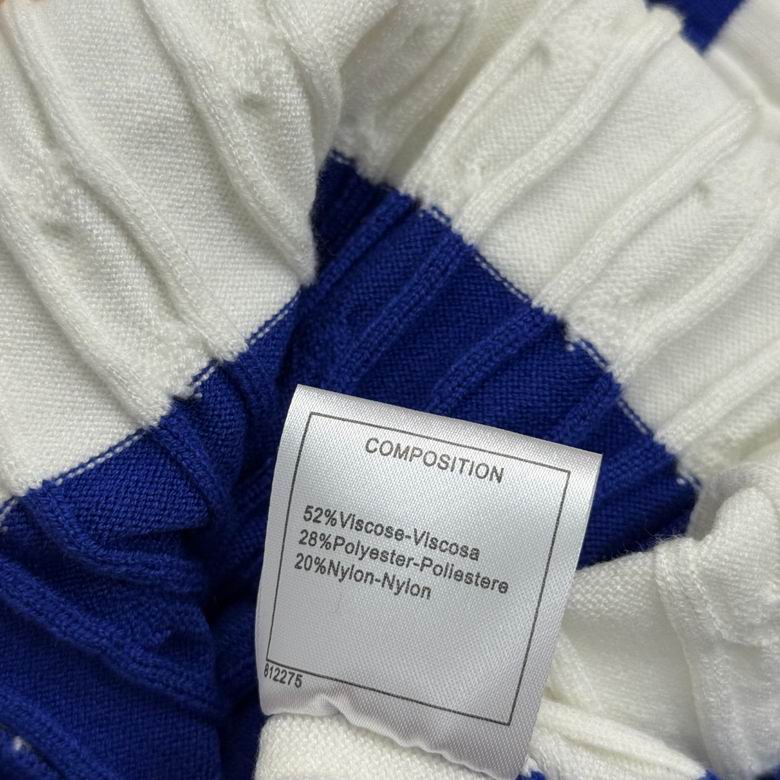 COMPOSITION
52%Viscose-Viscosa
28%Polyester-Poliestere
20%Nylon-Nylon
812275